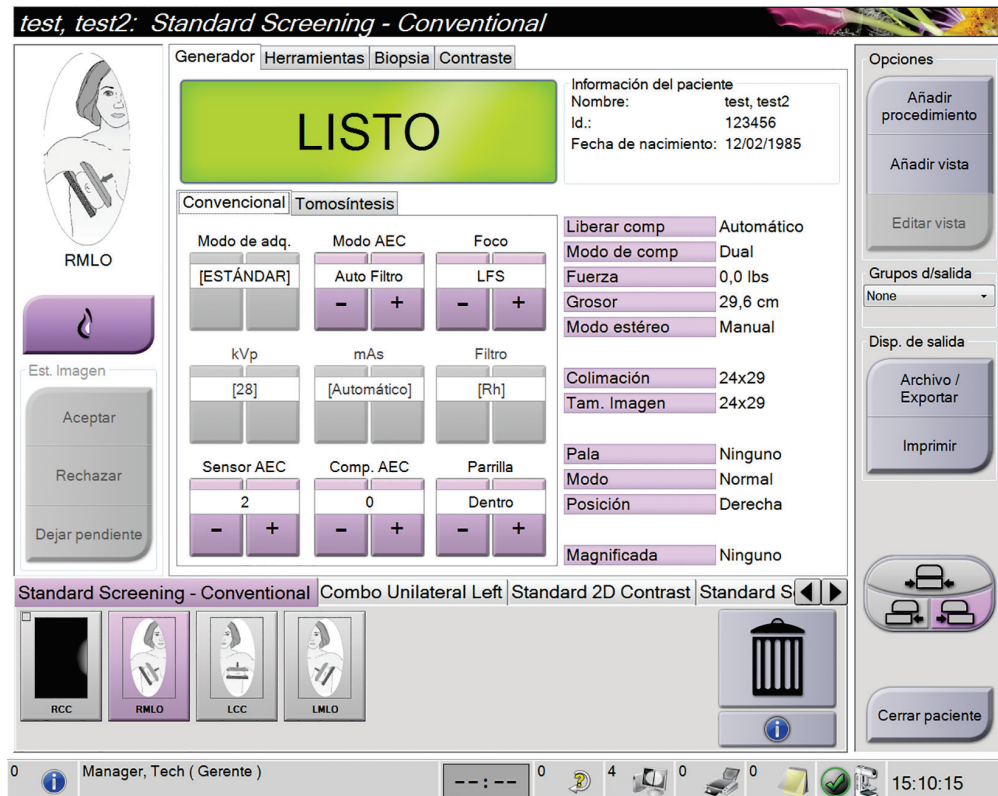 test, test2: Standard Screening - Conventional
RMLO
Est. Imagen
Aceptar
Rechazar
Dejar pendiente
Generador Herramientas Biopsia Contraste
LISTO
Información del paciente
Nombre: test, test2
Id.: 123456
Fecha de nacimiento: 12/02/1985
Convencional Tomosíntesis
Modo de adq. Modo AEC Foco
[ESTÁNDAR] Auto Filtro LFS
- + - +
kVp mAs Filtro
[28] [Automático] [Rh]
Sensor AEC Comp. AEC Parrilla
2 0 Dentro
- + - + - +
Liberar comp Automático
Modo de comp Dual
Fuerza 0,0 lbs
Grosor 29,6 cm
Modo estéreo Manual
Colimación 24x29
Tam. Imagen 24x29
Pala Ninguno
Modo Normal
Posición Derecha
Magnificada Ninguno
Opciones
Añadir
procedimiento
Añadir vista
Editar vista
Grupos d/salida
None
Disp. de salida
Archivo /
Exportar
Imprimir
Cerrar paciente
Standard Screening - Conventional Combo Unilateral Left Standard 2D Contrast Standard S
RCC RMLO LCC LMLO
0 Manager, Tech ( Gerente ) --:-- 0 4 0 0 15:10:15